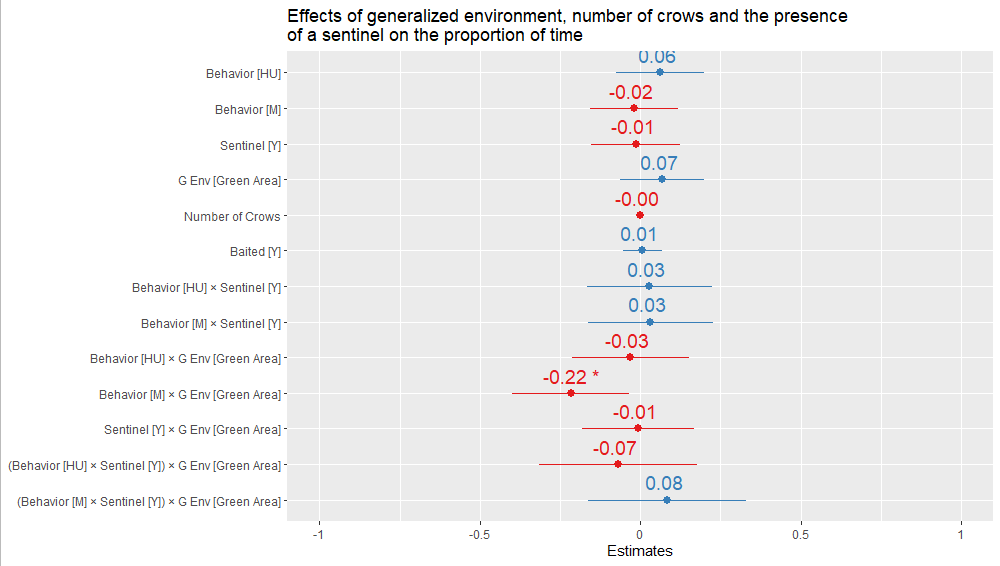 Effects of generalized environment, number of crows and the presence
of a sentinel on the proportion of time
Behavior [HU]
0.06
Behavior [M]
-0.02
Sentinel [Y]
-0.01
G Env [Green Area]
0.07
Number of Crows
-0.00
Baited [Y]
0.01
Behavior [HU] × Sentinel [Y]
0.03
Behavior [M] × Sentinel [Y]
0.03
Behavior [HU] × G Env [Green Area]
-0.03
Behavior [M] × G Env [Green Area]
-0.22 *
Sentinel [Y] × G Env [Green Area]
-0.01
(Behavior [HU] × Sentinel [Y]) × G Env [Green Area]
-0.07
(Behavior [M] × Sentinel [Y]) × G Env [Green Area]
0.08
-1 -0.5 0 0.5 1
Estimates